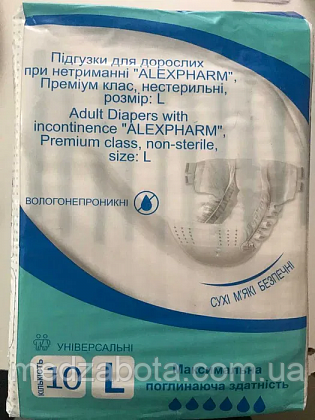 Підгузки для дорослих
при нетриманні "ALEXPHARM",
Преміум клас, нестерильні,
розмір: L
Adult Diapers with
incontinence "ALEXPHARM",
Premium class, non-sterile,
size: L
ВОЛОГОНЕПРОНИКНІ
СУХІ М'ЯКІ БЕЗПЕЧНІ
УНІВЕРСАЛЬНІ
КІЛЬКІСТЬ
10
L
Максимальна
поглинаюча здатність
medzabota.com.ua